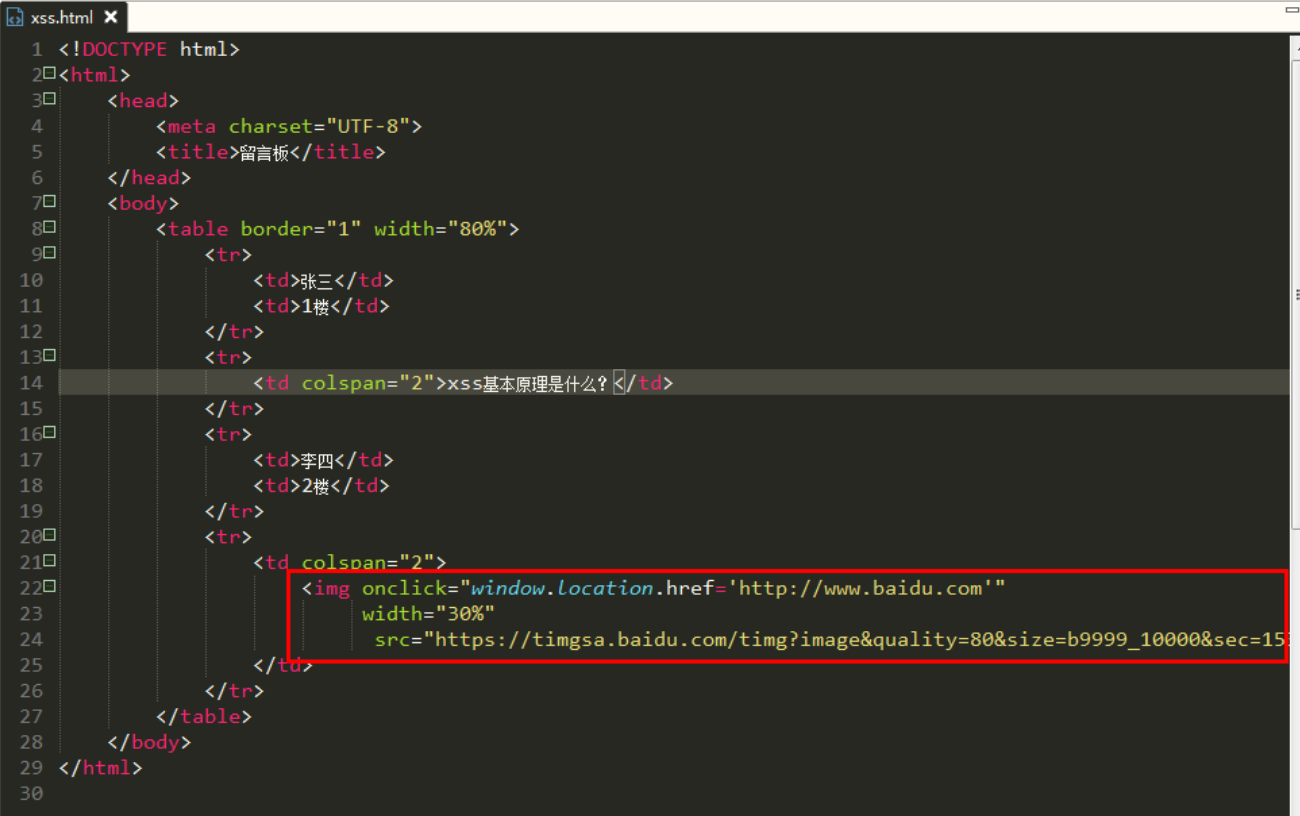 xss.html
1 <!DOCTYPE html>
2 <html>
3 <head>
4 <meta charset="UTF-8">
5 <title>留言板</title>
6 </head>
7 <body>
8 <table border="1" width="80%">
9 <tr>
10 <td>张三</td>
11 <td>1楼</td>
12 </tr>
13 <tr>
14 <td colspan="2">xss基本原理是什么?</td>
15 </tr>
16 <tr>
17 <td>李四</td>
18 <td>2楼</td>
19 </tr>
20 <tr>
21 <td colspan="2">
22 <img onclick="window.location.href='http://www.baidu.com'"
23 width="30%"
24 src="https://timgsa.baidu.com/timg?image&quality=80&size=b9999_10000&sec=15
25 </td>
26 </tr>
27 </table>
28 </body>
29 </html>
30